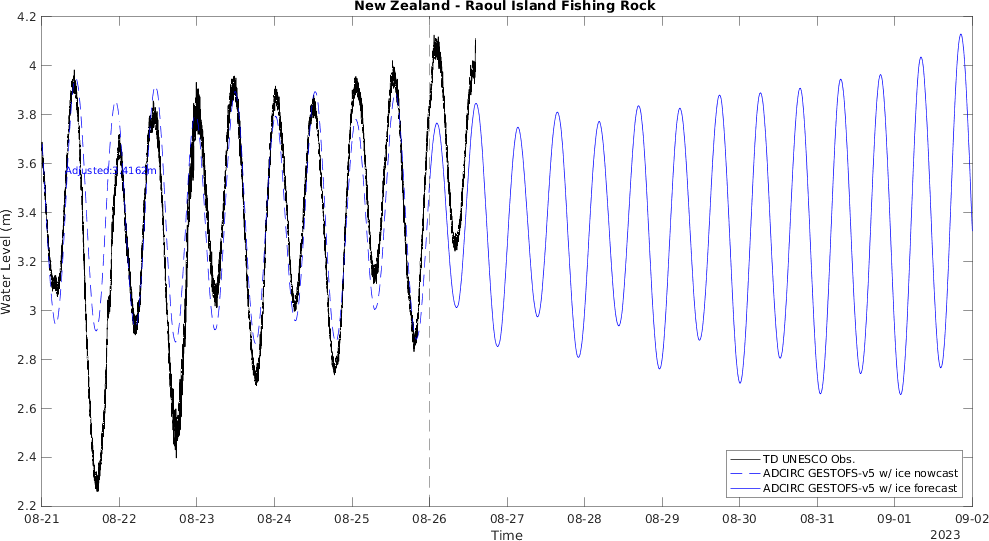 New Zealand - Raoul Island Fishing Rock
4.2
4
3.8
3.6
3.4
3.2
3
2.8
2.6
2.4
2.2
Water Level (m)
Adjusted:3.4162m
TD UNESCO Obs.
ADCIRC GESTOFS-v5 w/ ice nowcast
ADCIRC GESTOFS-v5 w/ ice forecast
08-21 08-22 08-23 08-24 08-25 08-26 08-27 08-28 08-29 08-30 08-31 09-01 09-02
Time
2023